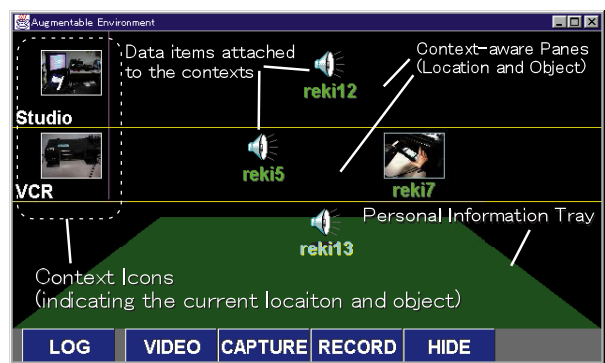 Augmentable Environment
Data items attached
to the contexts
Context-aware Panes
(Location and Object)
reki12
Studio
reki5
reki7
VCR
reki13
Personal Information Tray
Context Icons
(indicating the current locaiton and object)
LOG
VIDEO
CAPTURE
RECORD
HIDE